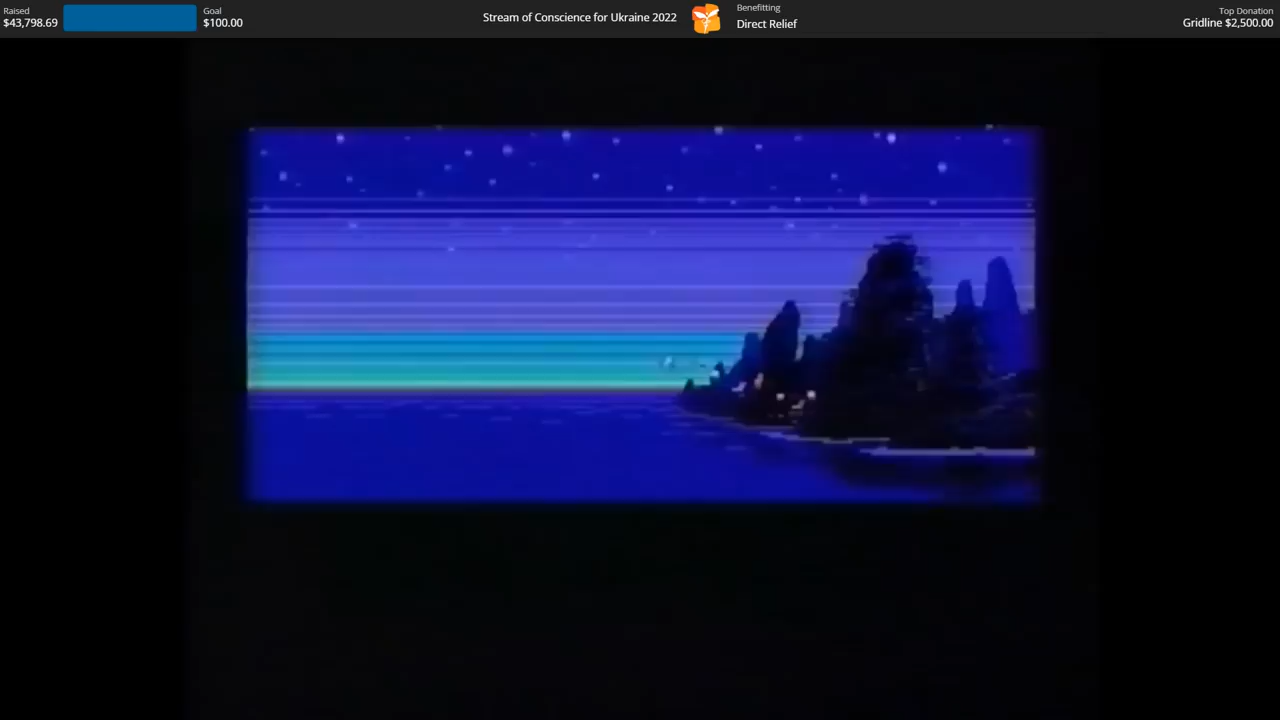 Raised
$43,798.69
Goal
$100.00
Stream of Conscience for Ukraine 2022
Benefitting
Direct Relief
Top Donation
Gridline $2,500.00